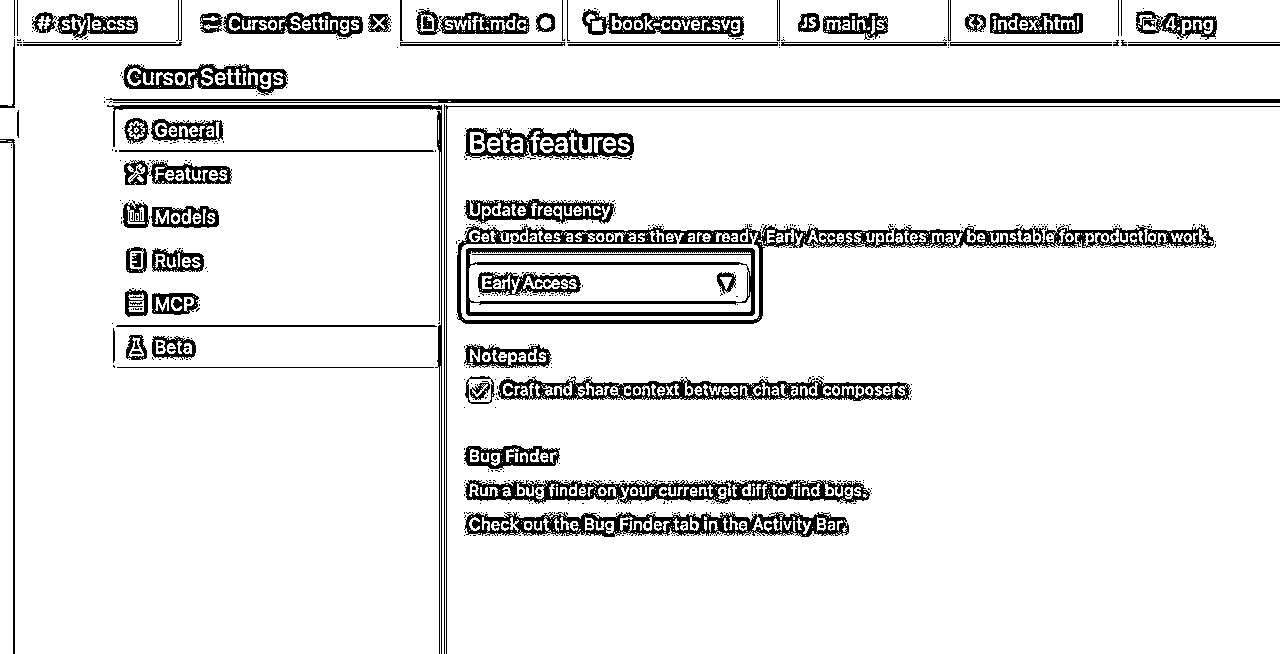 # style.css
Cursor Settings
swift.mdc
book-cover.svg
JS main.js
index.html
4.png
Cursor Settings
General
Features
Models
Rules
MCP
Beta
Beta features
Update frequency
Get updates as soon as they are ready. Early Access updates may be unstable for production work.
Early Access
Notepads
Craft and share context between chat and composers
Bug Finder
Run a bug finder on your current git diff to find bugs.
Check out the Bug Finder tab in the Activity Bar.